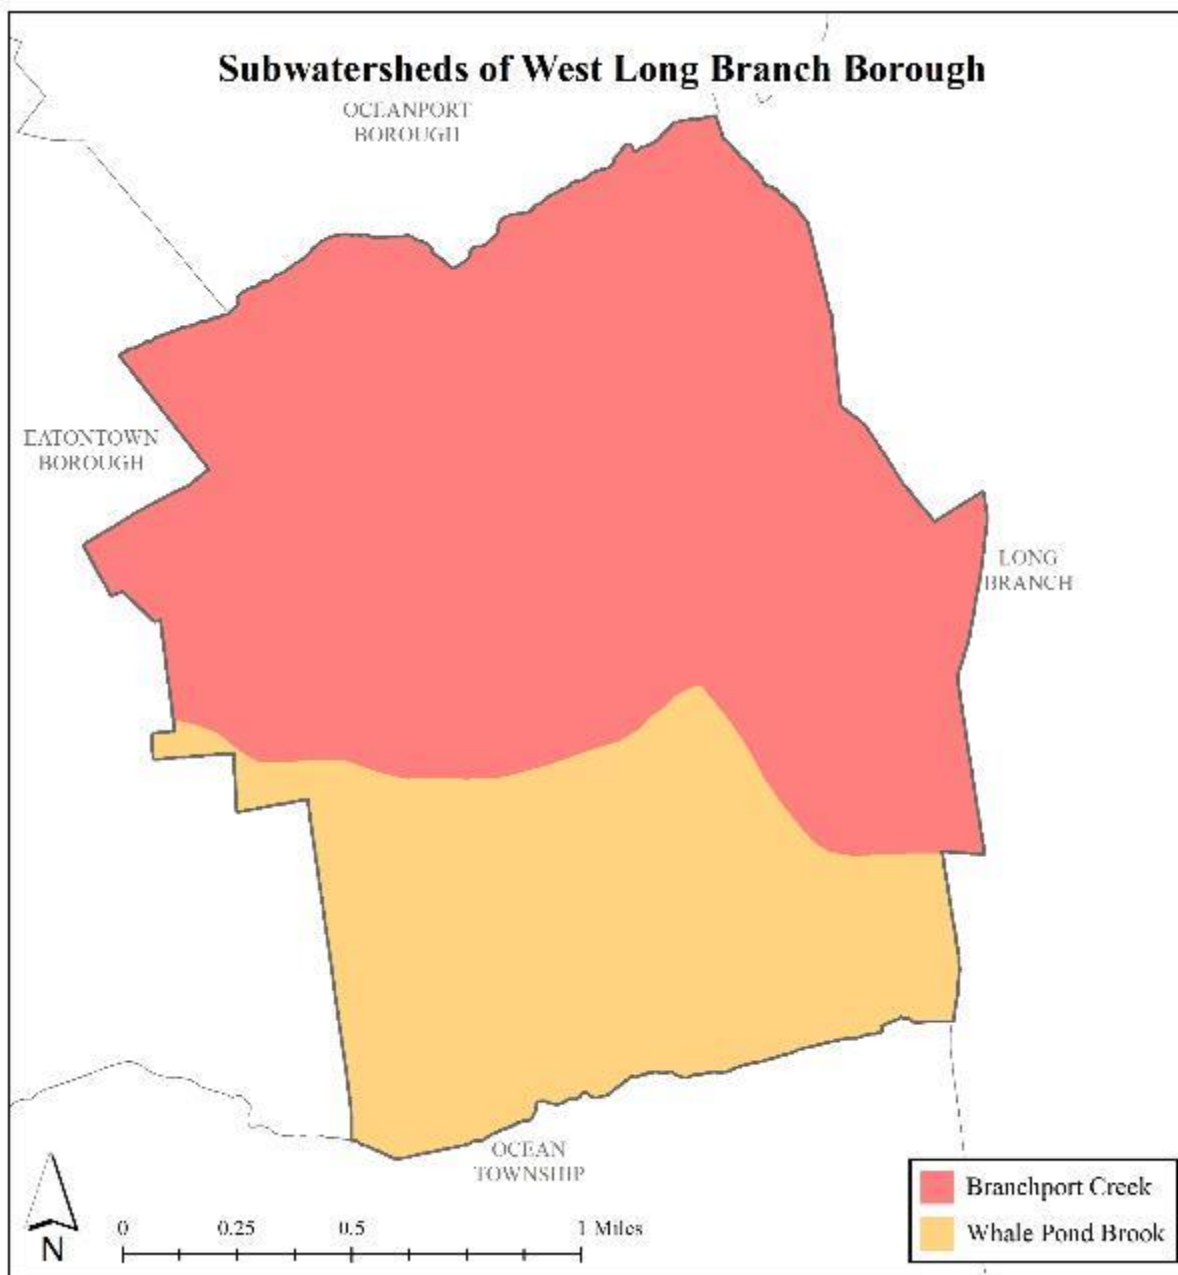 Subwatersheds of West Long Branch Borough
OCEANPORT
BOROUGH
EATONTOWN
BOROUGH
LONG
BRANCH
OCEAN
TOWNSHIP
N
0 0.25 0.5 1 Miles
Branchport Creek
Whale Pond Brook